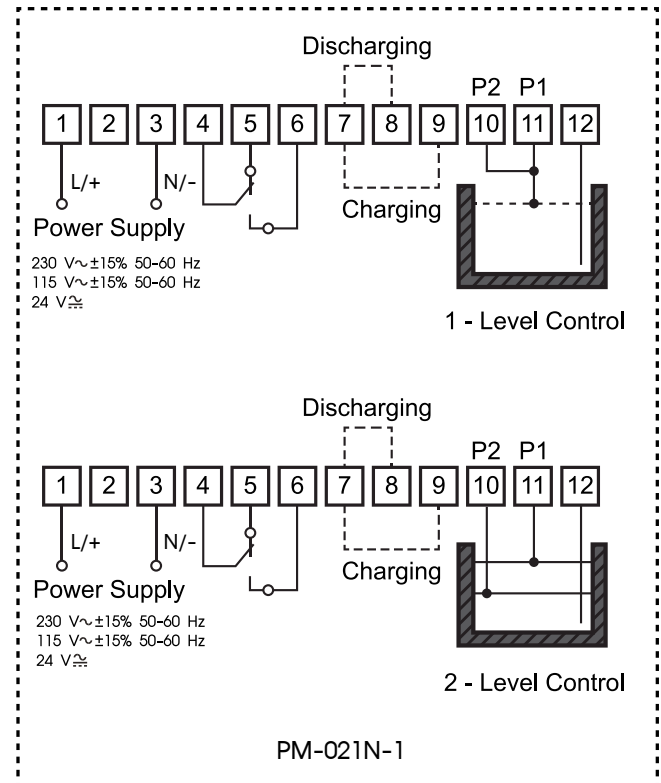 Discharging
P2 P1
1 2 3 4 5 6 7 8 9 10 11 12
L/+ N/-
Charging
Power Supply
230 V~±15% 50-60 Hz
115 V~±15% 50-60 Hz
24 V⎓~
1 - Level Control
Discharging
P2 P1
1 2 3 4 5 6 7 8 9 10 11 12
L/+ N/-
Charging
Power Supply
230 V~±15% 50-60 Hz
115 V~±15% 50-60 Hz
24 V⎓~
2 - Level Control
PM-021N-1